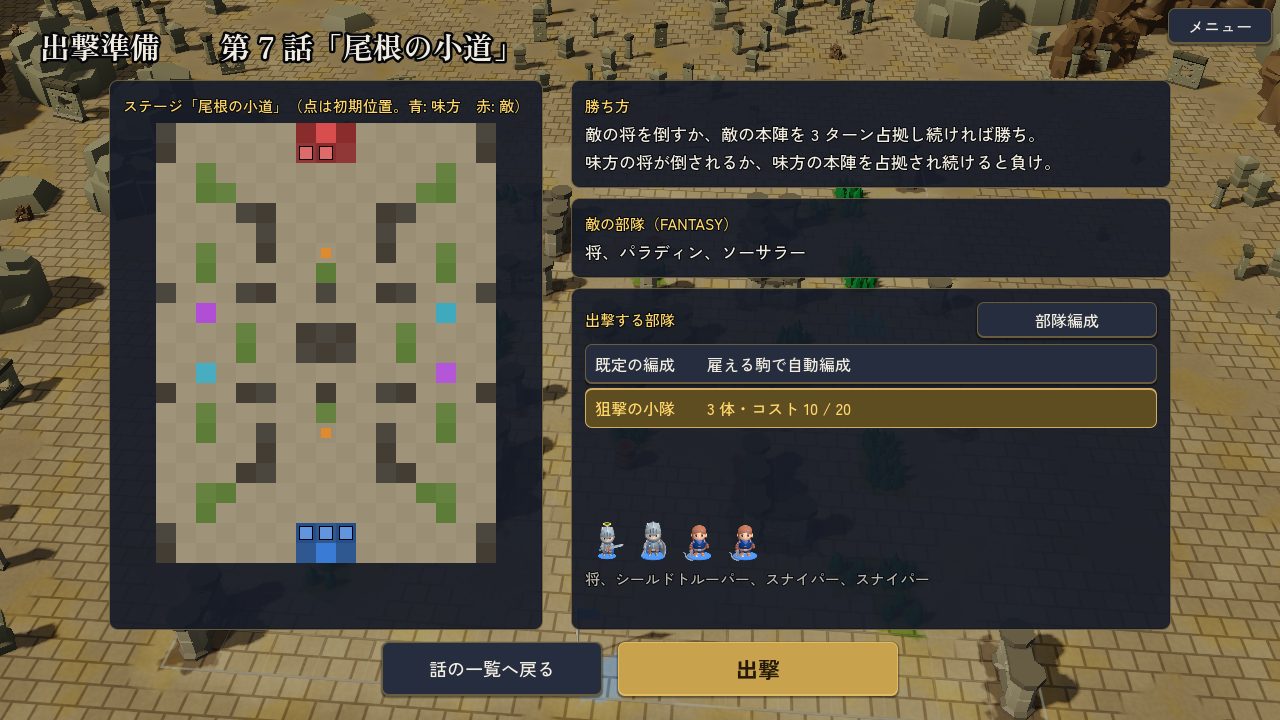 出撃準備　　第 7 話「尾根の小道」
メニュー
ステージ「尾根の小道」（点は初期位置。青: 味方　赤: 敵）
勝ち方
敵の将を倒すか、敵の本陣を 3 ターン占拠し続ければ勝ち。
味方の将が倒されるか、味方の本陣を占拠され続けると負け。
敵の部隊（FANTASY）
将、パラディン、ソーサラー
出撃する部隊
部隊編成
既定の編成　　雇える駒で自動編成
狙撃の小隊　　3 体・コスト 10 / 20
将、シールドトルーパー、スナイパー、スナイパー
話の一覧へ戻る
出撃